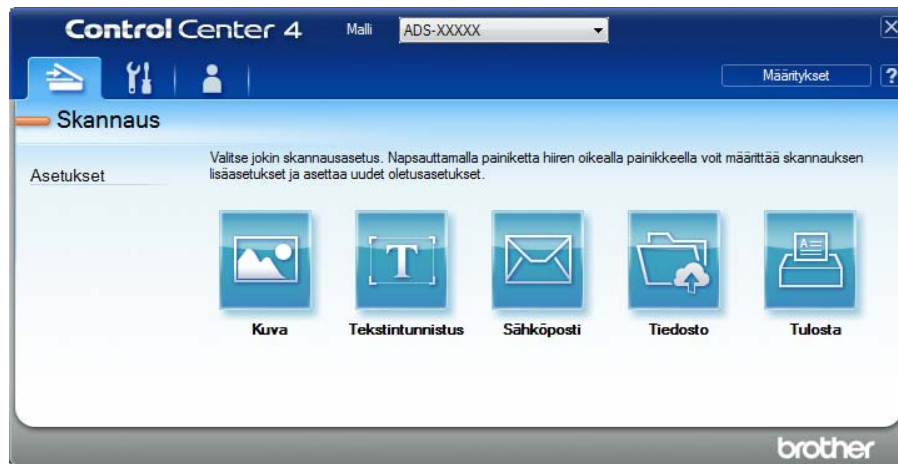 Control Center 4 Malli ADS-XXXXX
Määritykset ?
Skannaus
Asetukset
Valitse jokin skannausasetus. Napsauttamalla painiketta hiiren oikealla painikkeella voit määrittää skannauksen
lisäasetukset ja asettaa uudet oletusasetukset.
T
Kuva Tekstintunnistus Sähköposti Tiedosto Tulosta
brother